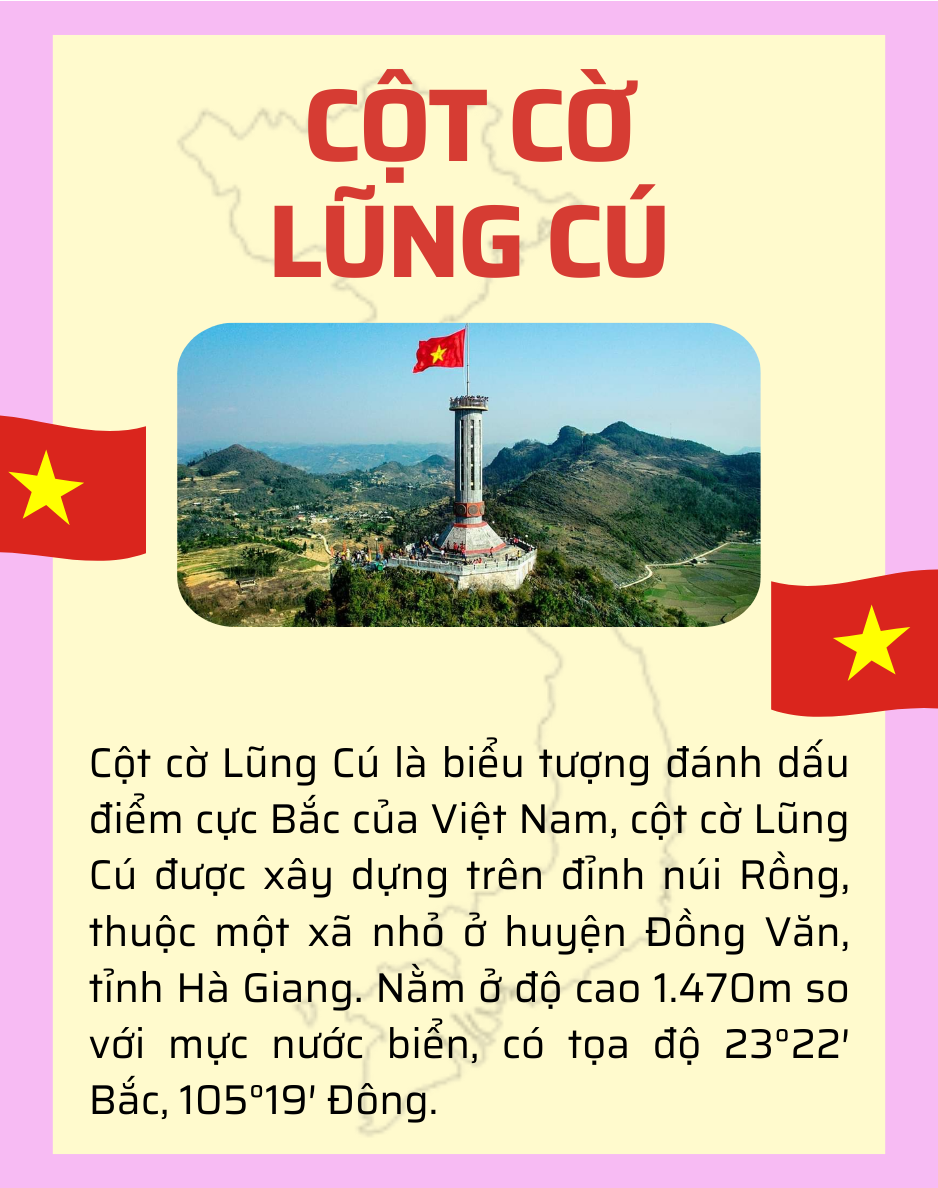 CỘT CỜ
LŨNG CÚ
Cột cờ Lũng Cú là biểu tượng đánh dấu
điểm cực Bắc của Việt Nam, cột cờ Lũng
Cú được xây dựng trên đỉnh núi Rồng,
thuộc một xã nhỏ ở huyện Đồng Văn,
tỉnh Hà Giang. Nằm ở độ cao 1.470m so
với mực nước biển, có tọa độ 23°22′
Bắc, 105°19′ Đông.